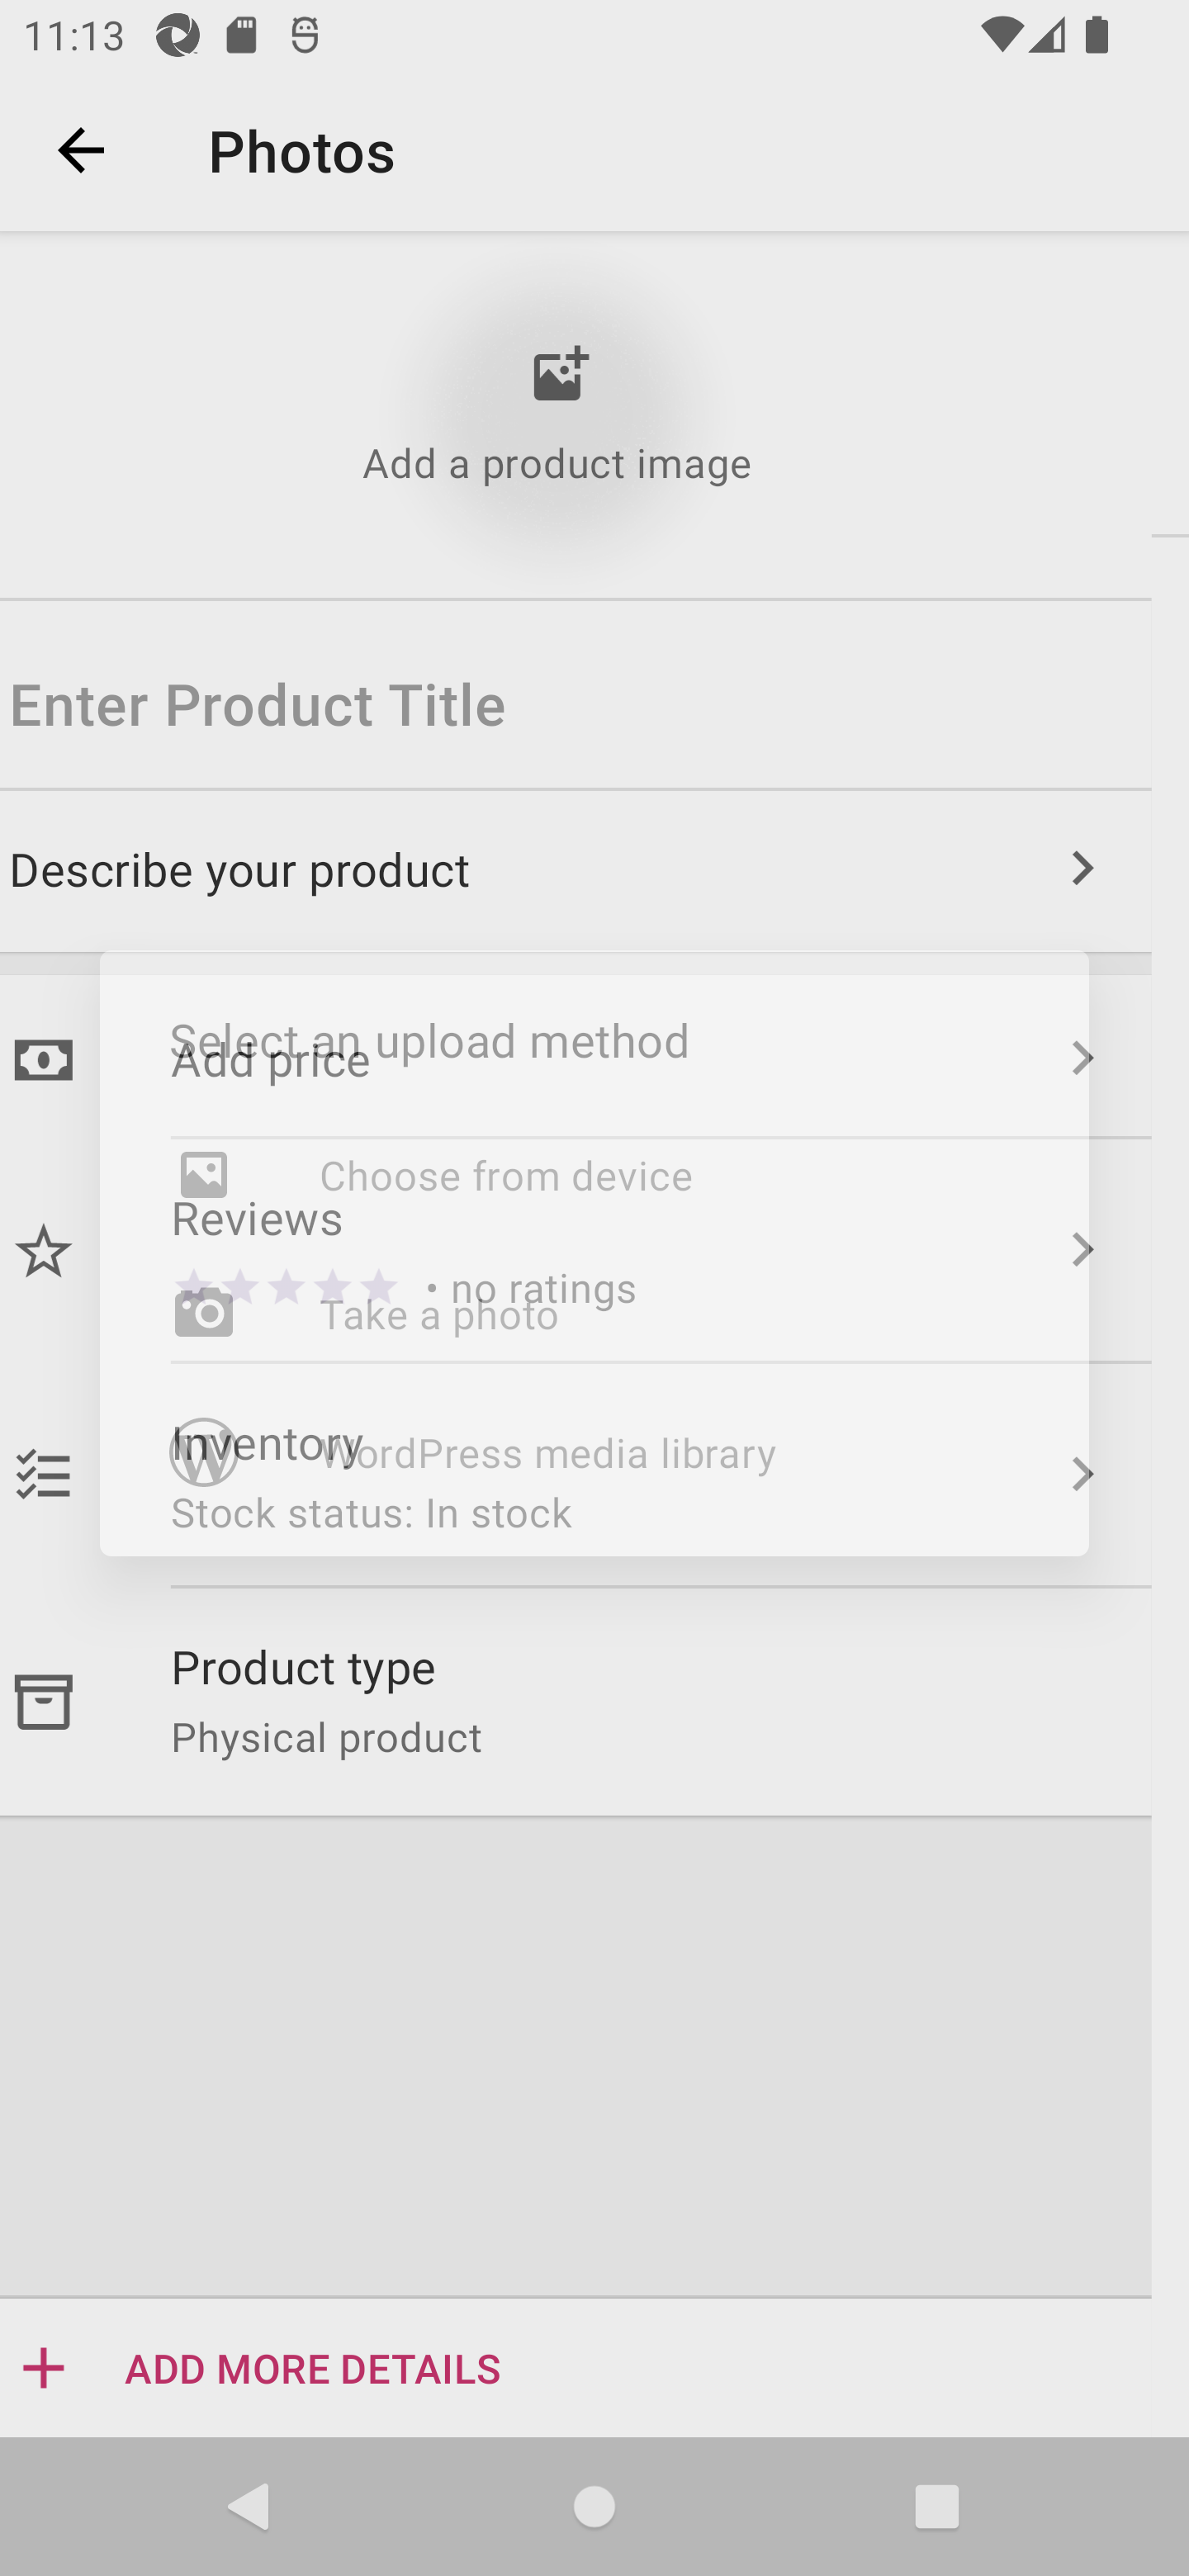 11:13
Photos
Add a product image
Enter Product Title
Describe your product
Select an upload method
Add price
Choose from device
Reviews
• no ratings
Take a photo
Inventory
WordPress media library
Stock status: In stock
Product type
Physical product
ADD MORE DETAILS